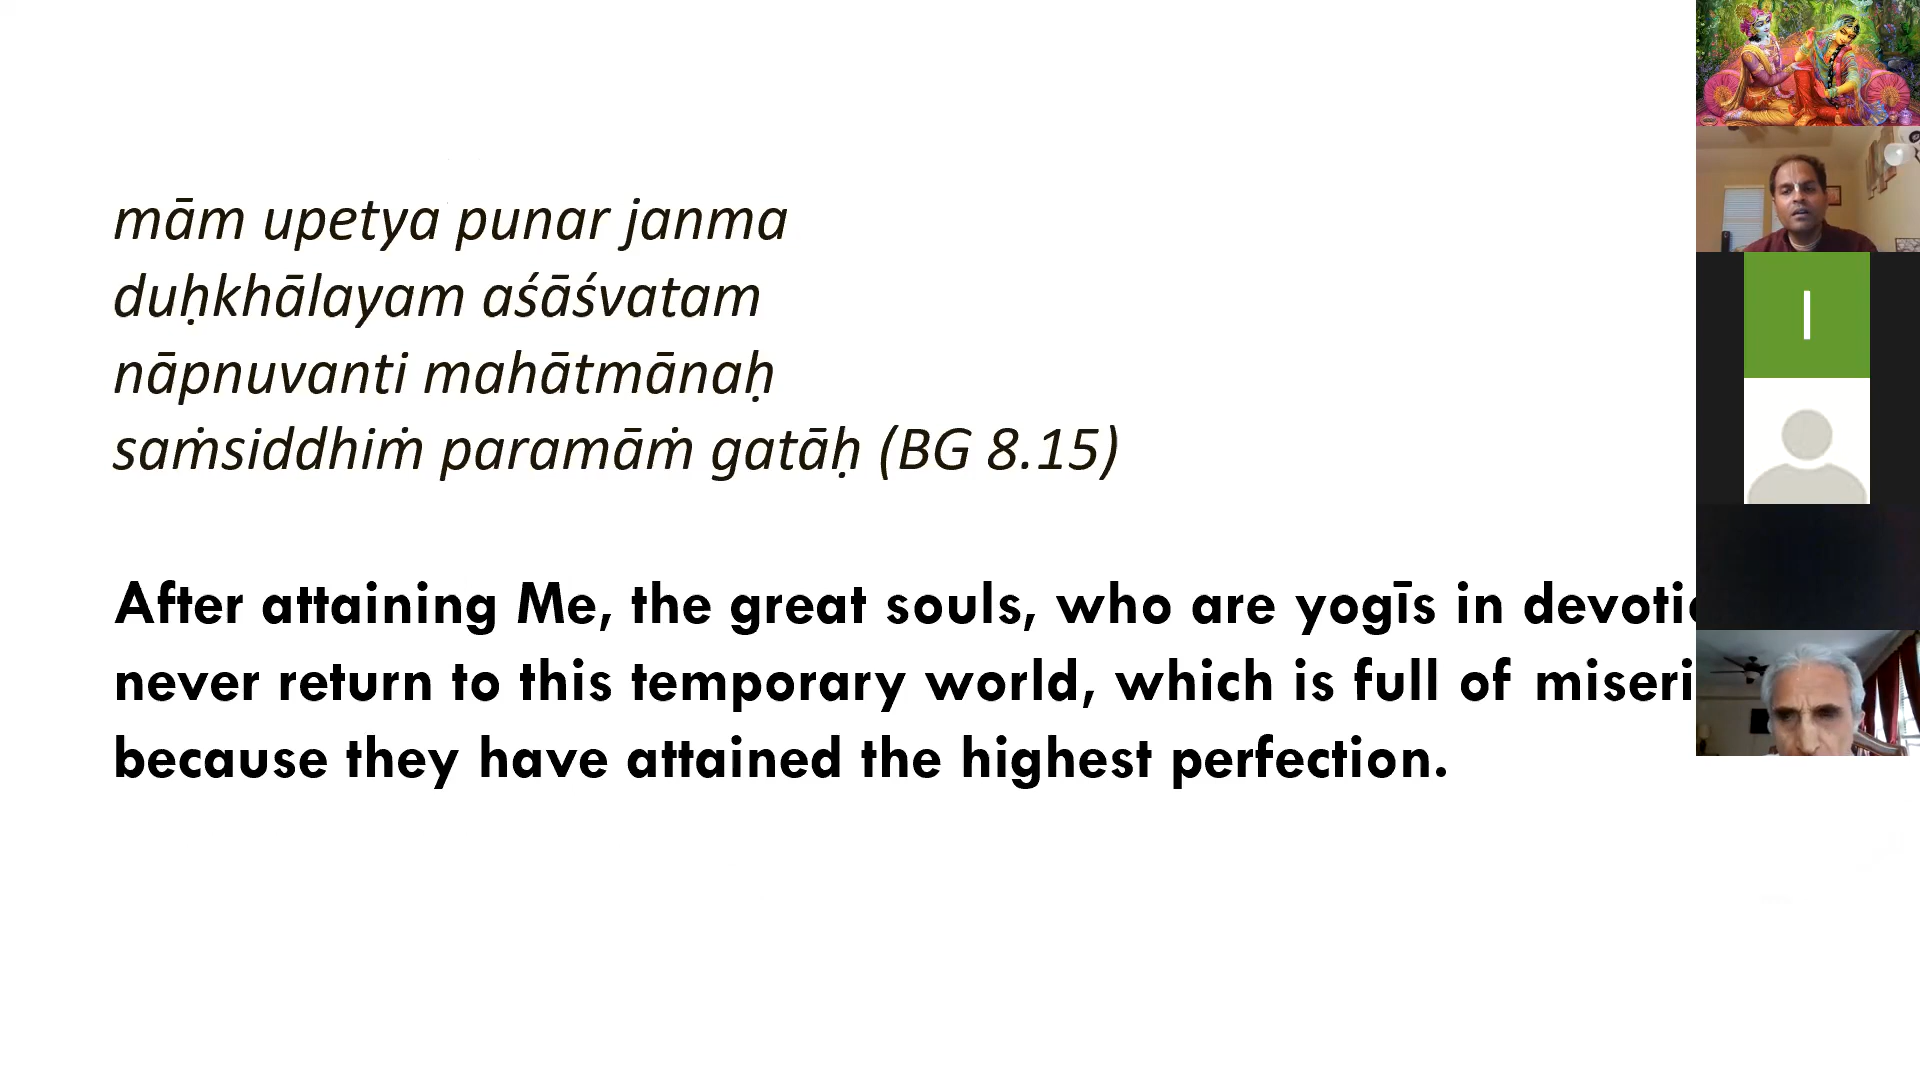 mām upetya punar janma
duḥkhālayam aśāśvatam
nāpnuvanti mahātmānaḥ
saṁsiddhiṁ paramāṁ gatāḥ (BG 8.15)
After attaining Me, the great souls, who are yogīs in
never return to this temporary world, which is full of
because they have attained the highest perfection.
I